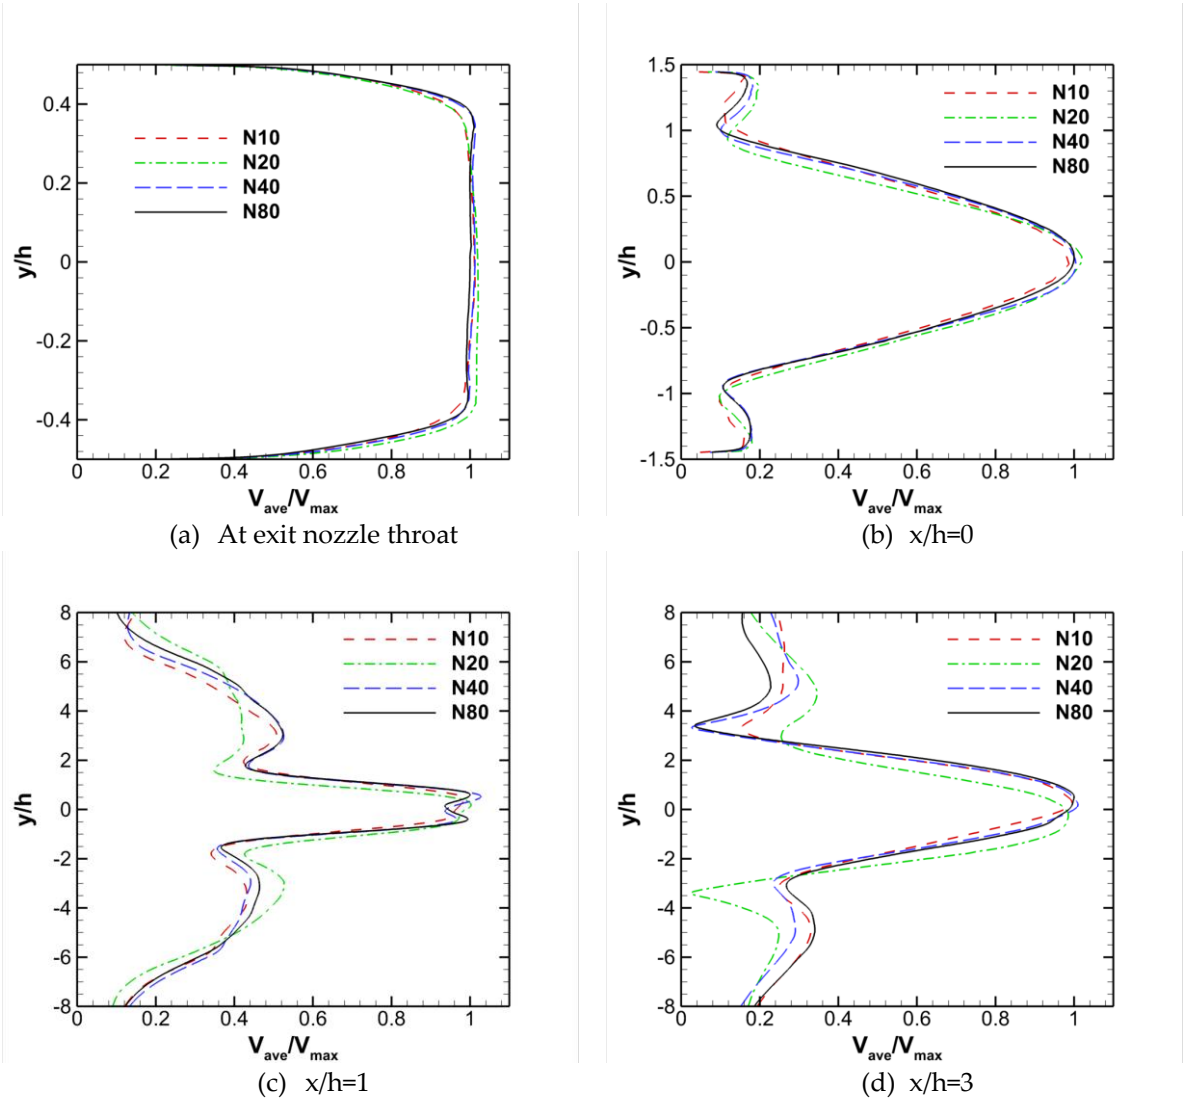 0.4
0.2
0
-0.2
-0.4
y/h
N10
N20
N40
N80
0 0.2 0.4 0.6 0.8 1
Vave/Vmax
(a) At exit nozzle throat
1.5
1
0.5
0
-0.5
-1
-1.5
y/h
N10
N20
N40
N80
0 0.2 0.4 0.6 0.8 1
Vave/Vmax
(b) x/h=0
8
6
4
2
0
-2
-4
-6
-8
y/h
N10
N20
N40
N80
0 0.2 0.4 0.6 0.8 1
Vave/Vmax
(c) x/h=1
8
6
4
2
0
-2
-4
-6
-8
y/h
N10
N20
N40
N80
0 0.2 0.4 0.6 0.8 1
Vave/Vmax
(d) x/h=3